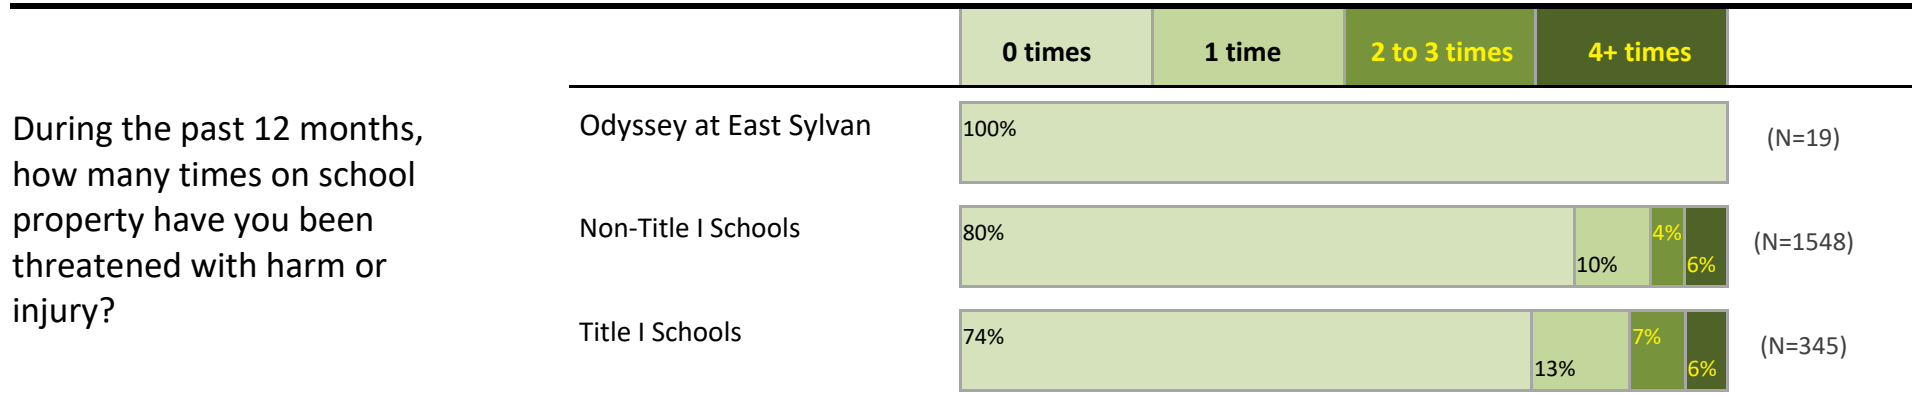 0 times 1 time 2 to 3 times 4+ times
During the past 12 months,
how many times on school
property have you been
threatened with harm or
injury?
Odyssey at East Sylvan 100% (N=19)
Non-Title I Schools 80% 10% 4% 6% (N=1548)
Title I Schools 74% 13% 7% 6% (N=345)